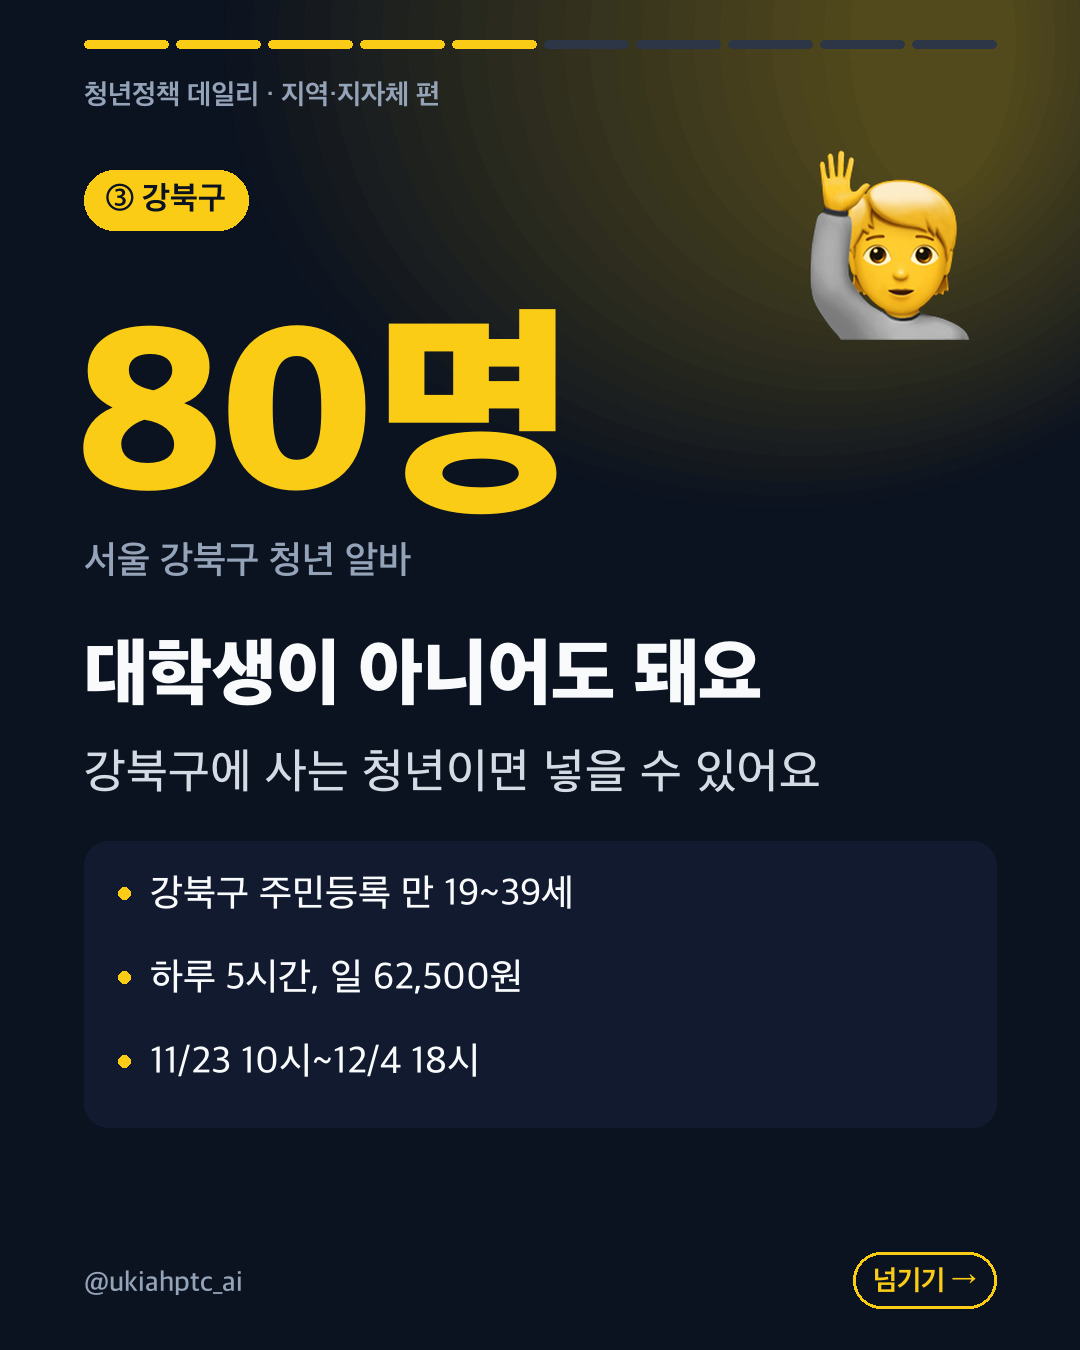 청년정책 데일리 · 지역·지자체 편
③ 강북구
80명
서울 강북구 청년 알바
대학생이 아니어도 돼요
강북구에 사는 청년이면 넣을 수 있어요
• 강북구 주민등록 만 19~39세
• 하루 5시간, 일 62,500원
• 11/23 10시~12/4 18시
@ukiahptc_ai
넘기기 →